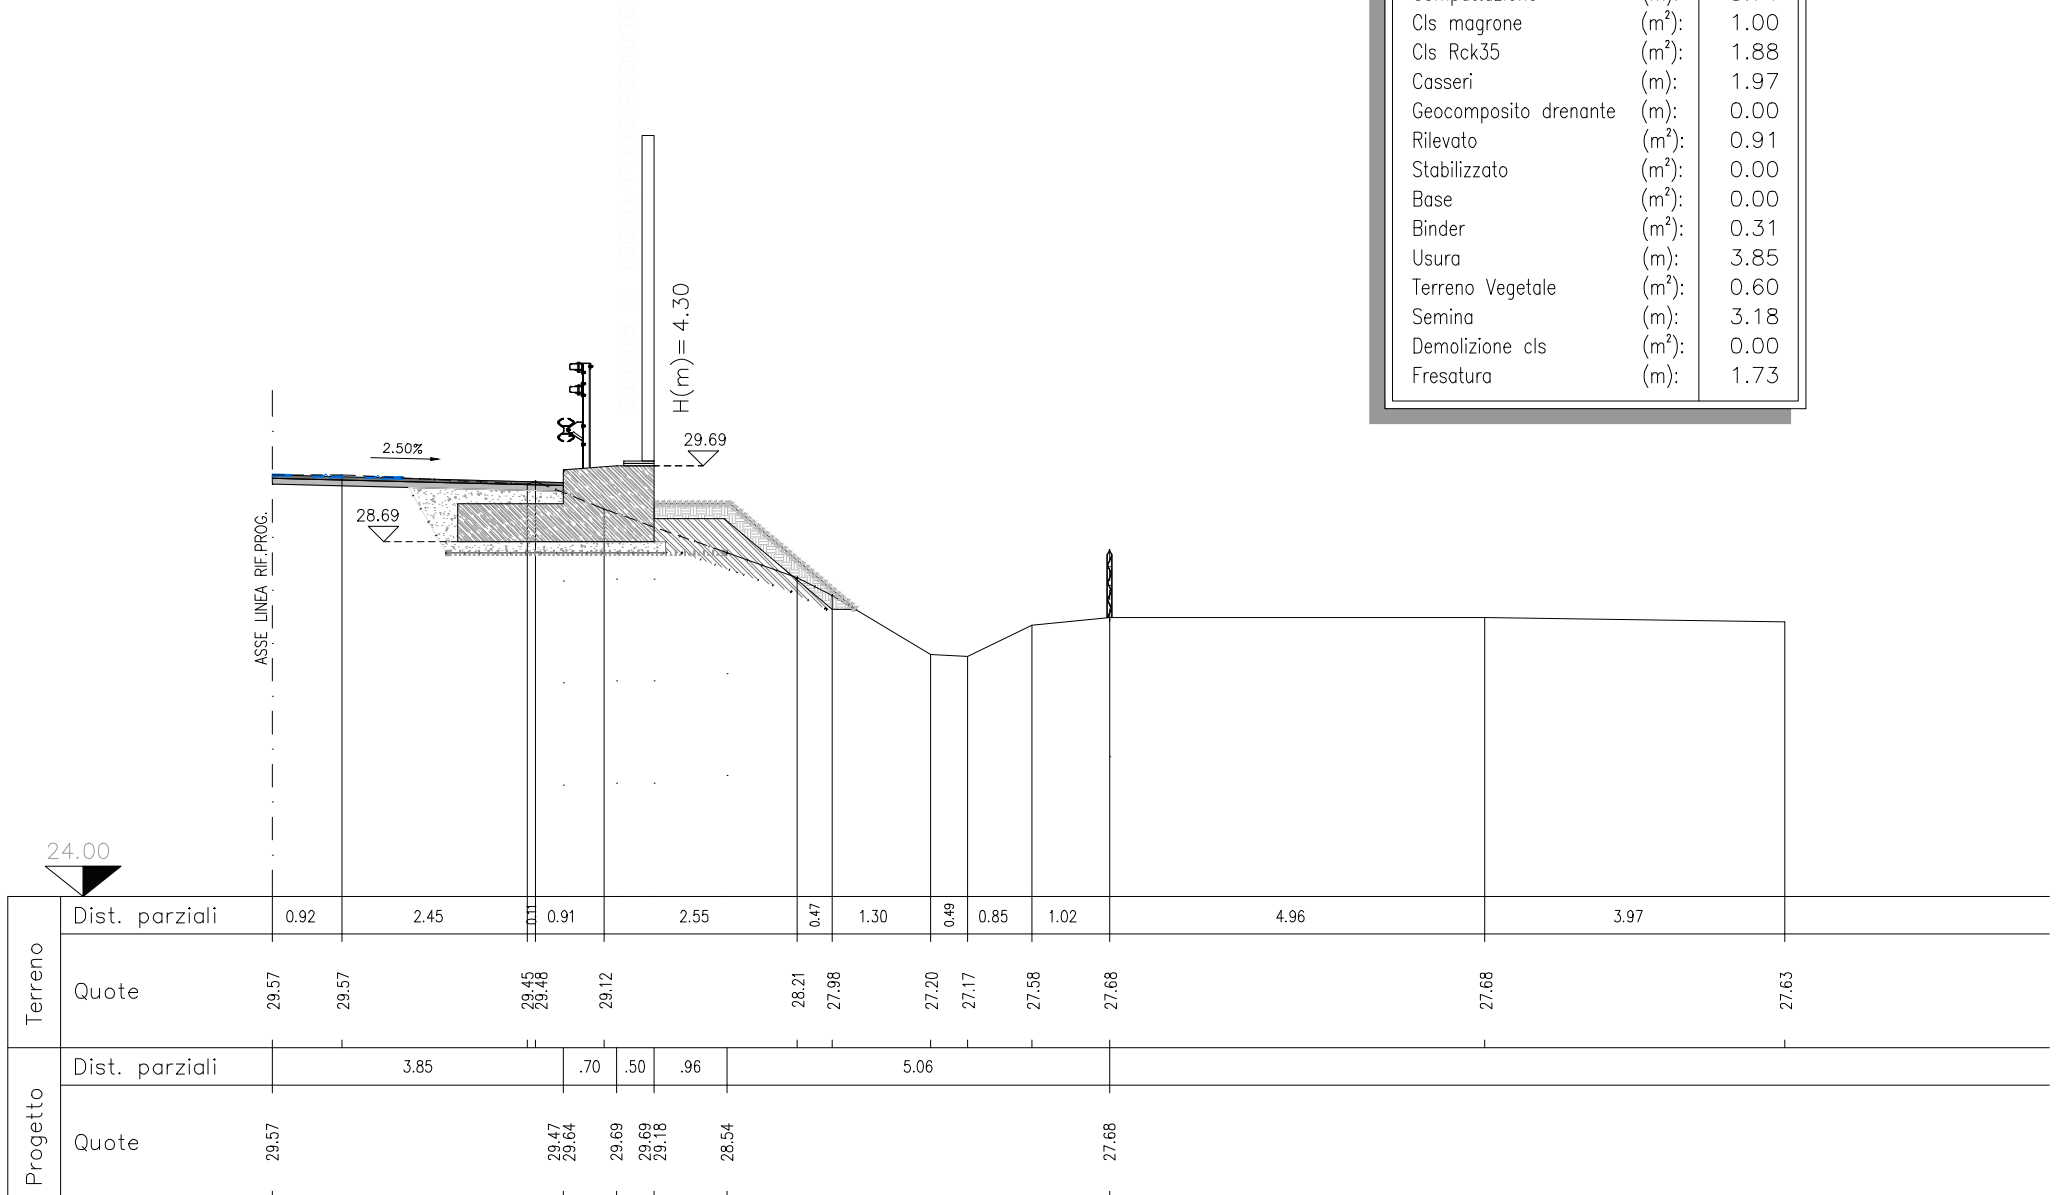 Cls magrone (m²): 1.00
Cls Rck35 (m²): 1.88
Casseri (m): 1.97
Geocomposito drenante (m): 0.00
Rilevato (m²): 0.91
Stabilizzato (m²): 0.00
Base (m²): 0.00
Binder (m²): 0.31
Usura (m): 3.85
Terreno Vegetale (m²): 0.60
Semina (m): 3.18
Demolizione cls (m²): 0.00
Fresatura (m): 1.73
H(m)= 4.30
2.50%
29.69
28.69
ASSE LINEA RIF.PROG.
24.00
Terreno
Dist. parziali 0.92 2.45 0.11 0.91 2.55 0.47 1.30 0.49 0.85 1.02 4.96 3.97
Quote 29.57 29.57 29.45 29.48 29.12 28.21 27.98 27.20 27.17 27.58 27.68 27.68 27.63
Progetto
Dist. parziali 3.85 .70 .50 .96 5.06
Quote 29.57 29.47 29.64 29.69 29.69 29.18 28.54 27.68